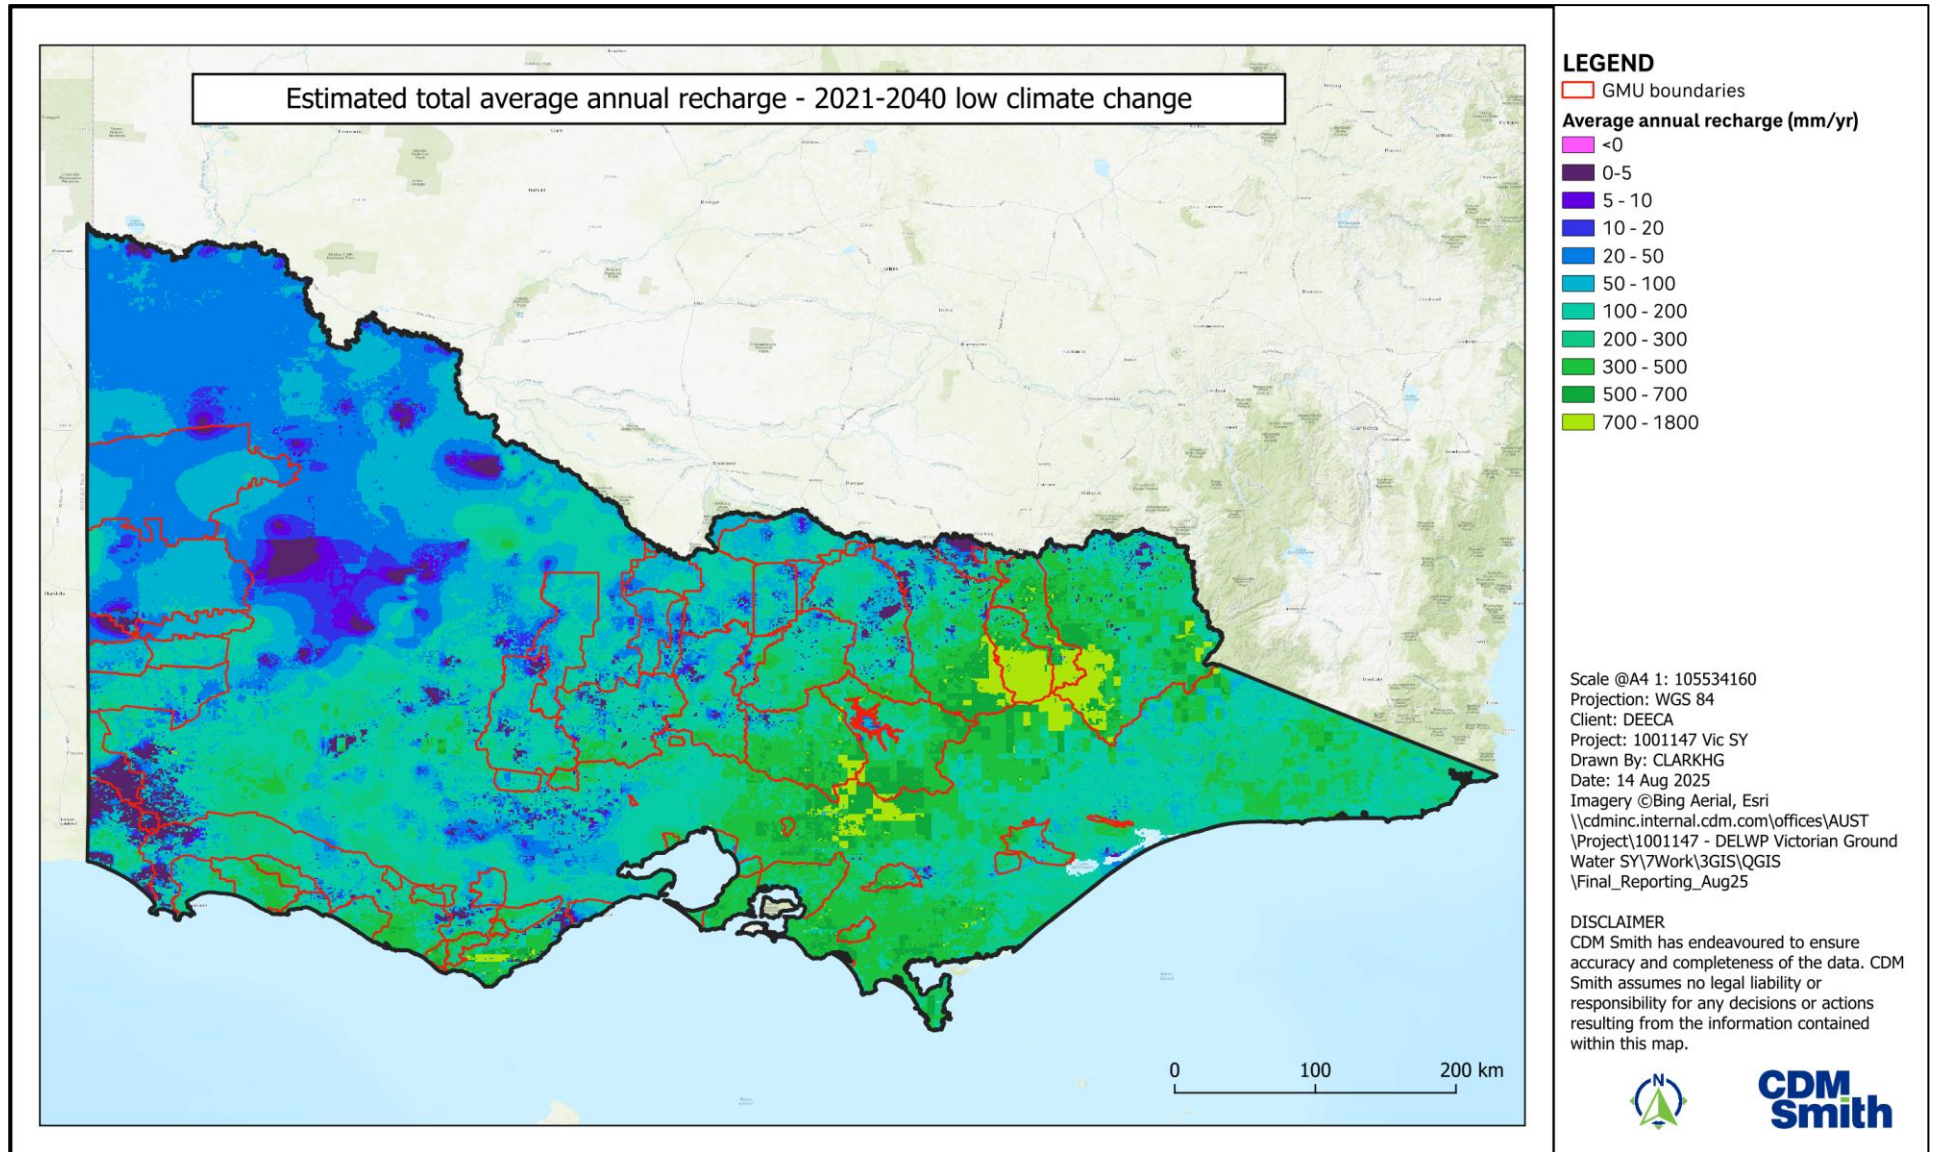 Estimated total average annual recharge - 2021-2040 low climate change
LEGEND
GMU boundaries
Average annual recharge (mm/yr)
<0
0-5
5 - 10
10 - 20
20 - 50
50 - 100
100 - 200
200 - 300
300 - 500
500 - 700
700 - 1800
Scale @A4 1: 105534160
Projection: WGS 84
Client: DEECA
Project: 1001147 Vic SY
Drawn By: CLARKHG
Date: 14 Aug 2025
Imagery ©Bing Aerial, Esri
\\cdminc.internal.cdm.com\offices\AUST
\Project\1001147 - DELWP Victorian Ground
Water SY\7Work\3GIS\QGIS
\Final_Reporting_Aug25
DISCLAIMER
CDM Smith has endeavoured to ensure
accuracy and completeness of the data. CDM
Smith assumes no legal liability or
responsibility for any decisions or actions
resulting from the information contained
within this map.
0 100 200 km
N
CDM
Smith